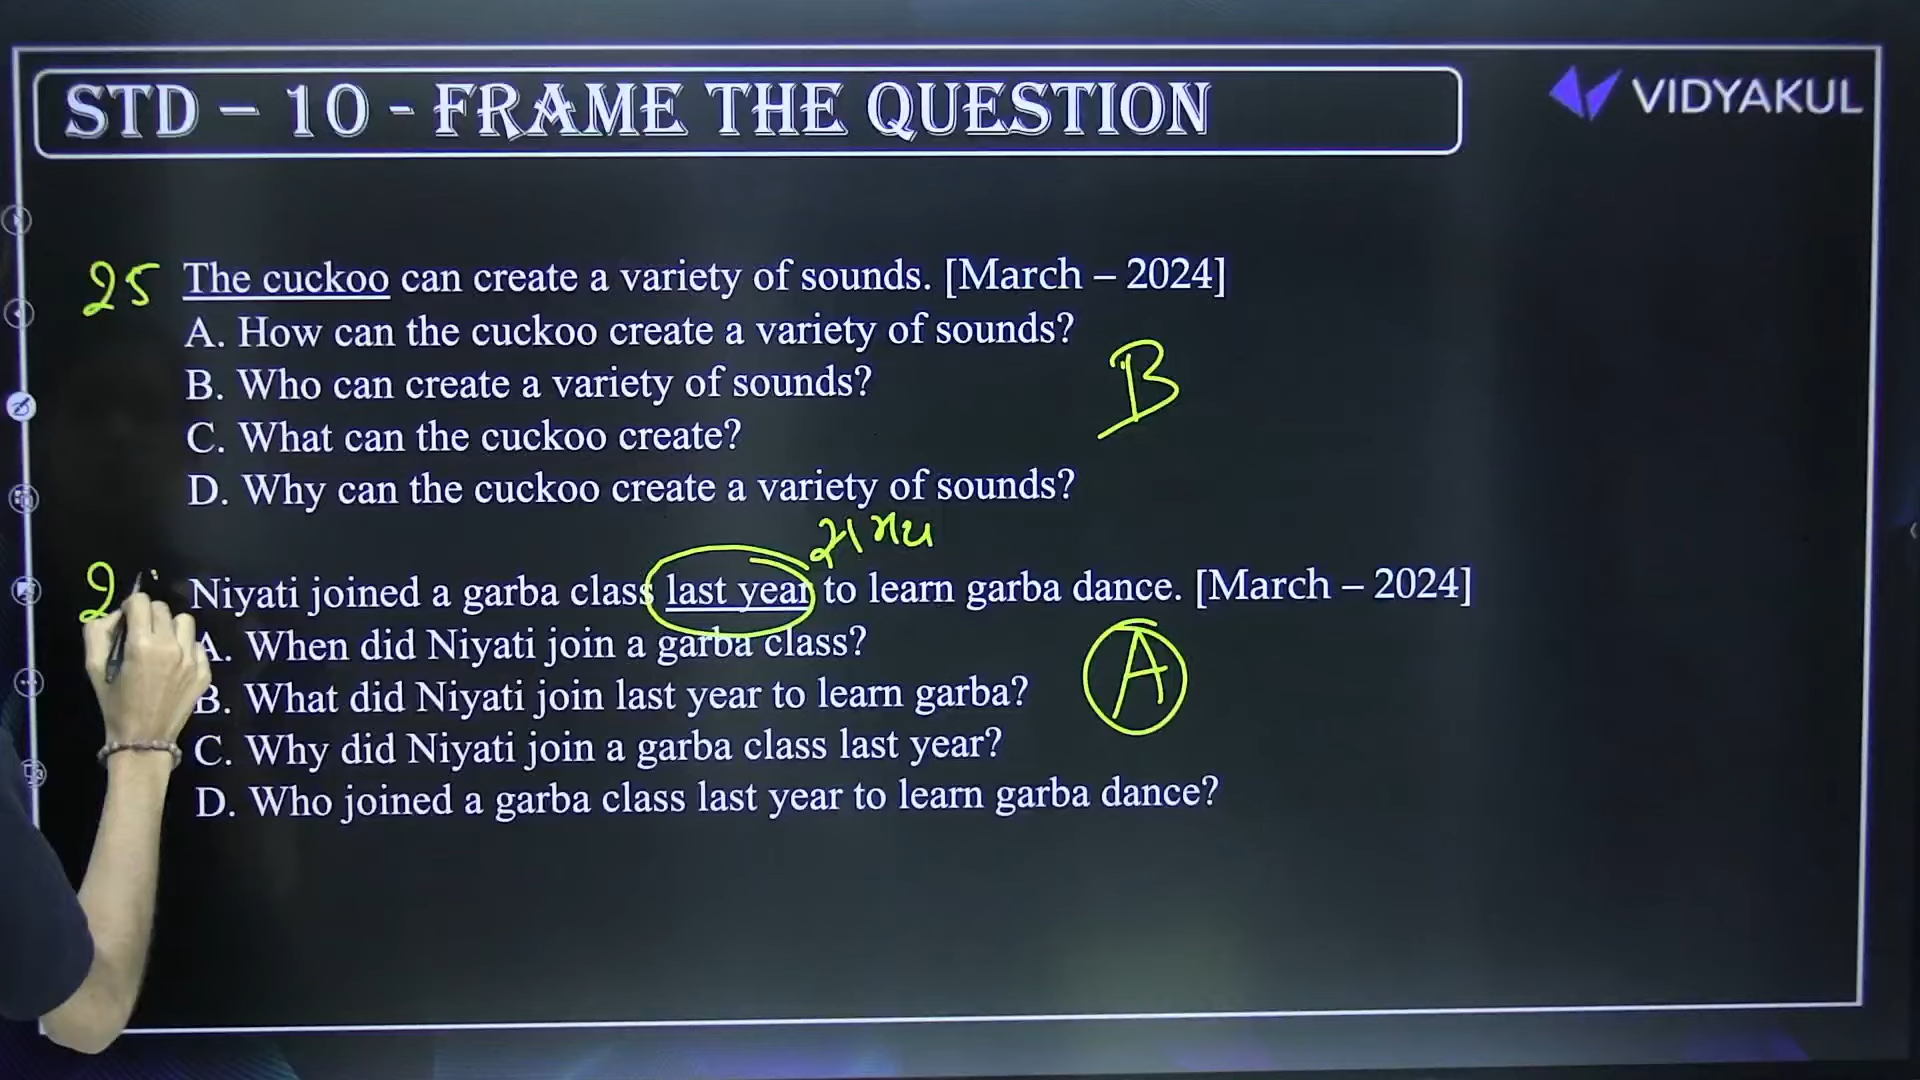 STD – 10 - FRAME THE QUESTION
VIDYAKUL
25 The cuckoo can create a variety of sounds. [March – 2024]
A. How can the cuckoo create a variety of sounds?
B. Who can create a variety of sounds?
B
C. What can the cuckoo create?
D. Why can the cuckoo create a variety of sounds?
સમય
2 Niyati joined a garba class last year to learn garba dance. [March – 2024]
A. When did Niyati join a garba class?
A
B. What did Niyati join last year to learn garba?
C. Why did Niyati join a garba class last year?
D. Who joined a garba class last year to learn garba dance?